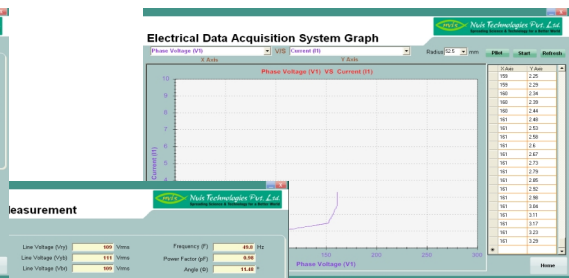 Electrical Data Acquisition System Graph
Nvis Technologies Pvt. Ltd.
Phase Voltage (V1) V/S Current (I1)
X Axis Y Axis
Radius 52.5 mm
Plot Start Refresh
Phase Voltage (V1) VS Current (I1)
X Axis Y Axis
159 2.25
159 2.29
160 2.34
160 2.39
160 2.44
161 2.48
161 2.53
161 2.58
161 2.6
161 2.67
161 2.73
161 2.79
161 2.85
161 2.92
161 2.98
161 3.04
161 3.11
161 3.17
161 3.23
161 3.29
10
9
8
7
6
5
4
Current (I1)
150 200 250 300
Phase Voltage (V1)
Home
Nvis Technologies Pvt. Ltd.
easurement
Line Voltage (Vry) 109 Vrms
Line Voltage (Vyb) 111 Vrms
Line Voltage (Vbr) 109 Vrms
Frequency (F) 49.8 Hz
Power Factor (pF) 0.98
Angle (Φ) 11.48 °